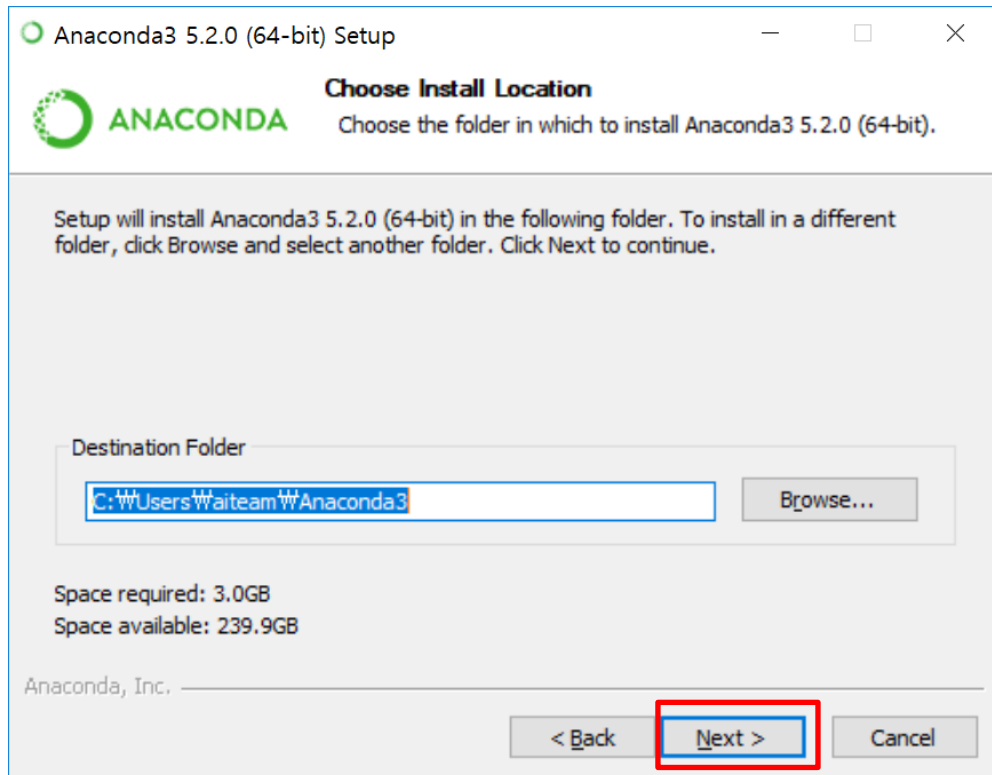 Anaconda3 5.2.0 (64-bit) Setup
ANACONDA
Choose Install Location
Choose the folder in which to install Anaconda3 5.2.0 (64-bit).
Setup will install Anaconda3 5.2.0 (64-bit) in the following folder. To install in a different
folder, click Browse and select another folder. Click Next to continue.
Destination Folder
C:₩Users₩aiteam₩Anaconda3
Browse...
Space required: 3.0GB
Space available: 239.9GB
Anaconda, Inc.
< Back
Next >
Cancel